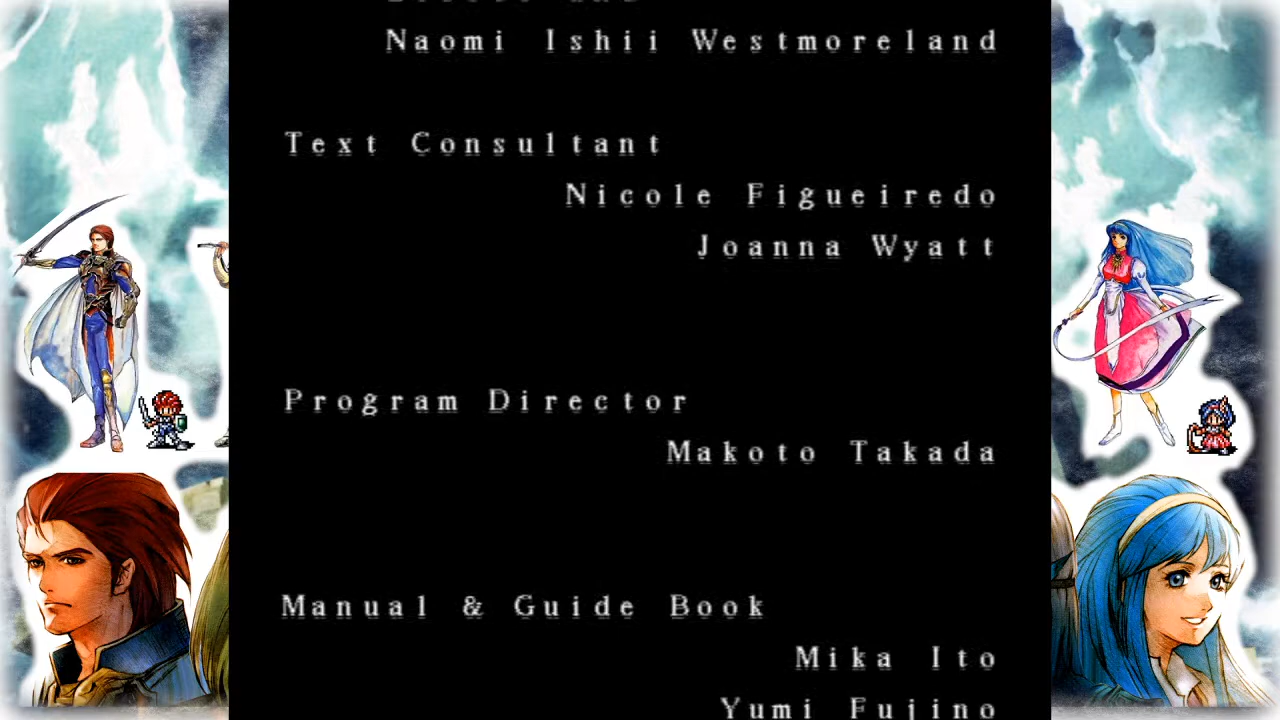 Naomi Ishii Westmoreland
Text Consultant
Nicole Figueiredo
Joanna Wyatt
Program Director
Makoto Takada
Manual & Guide Book
Mika Ito
Yumi Fujino